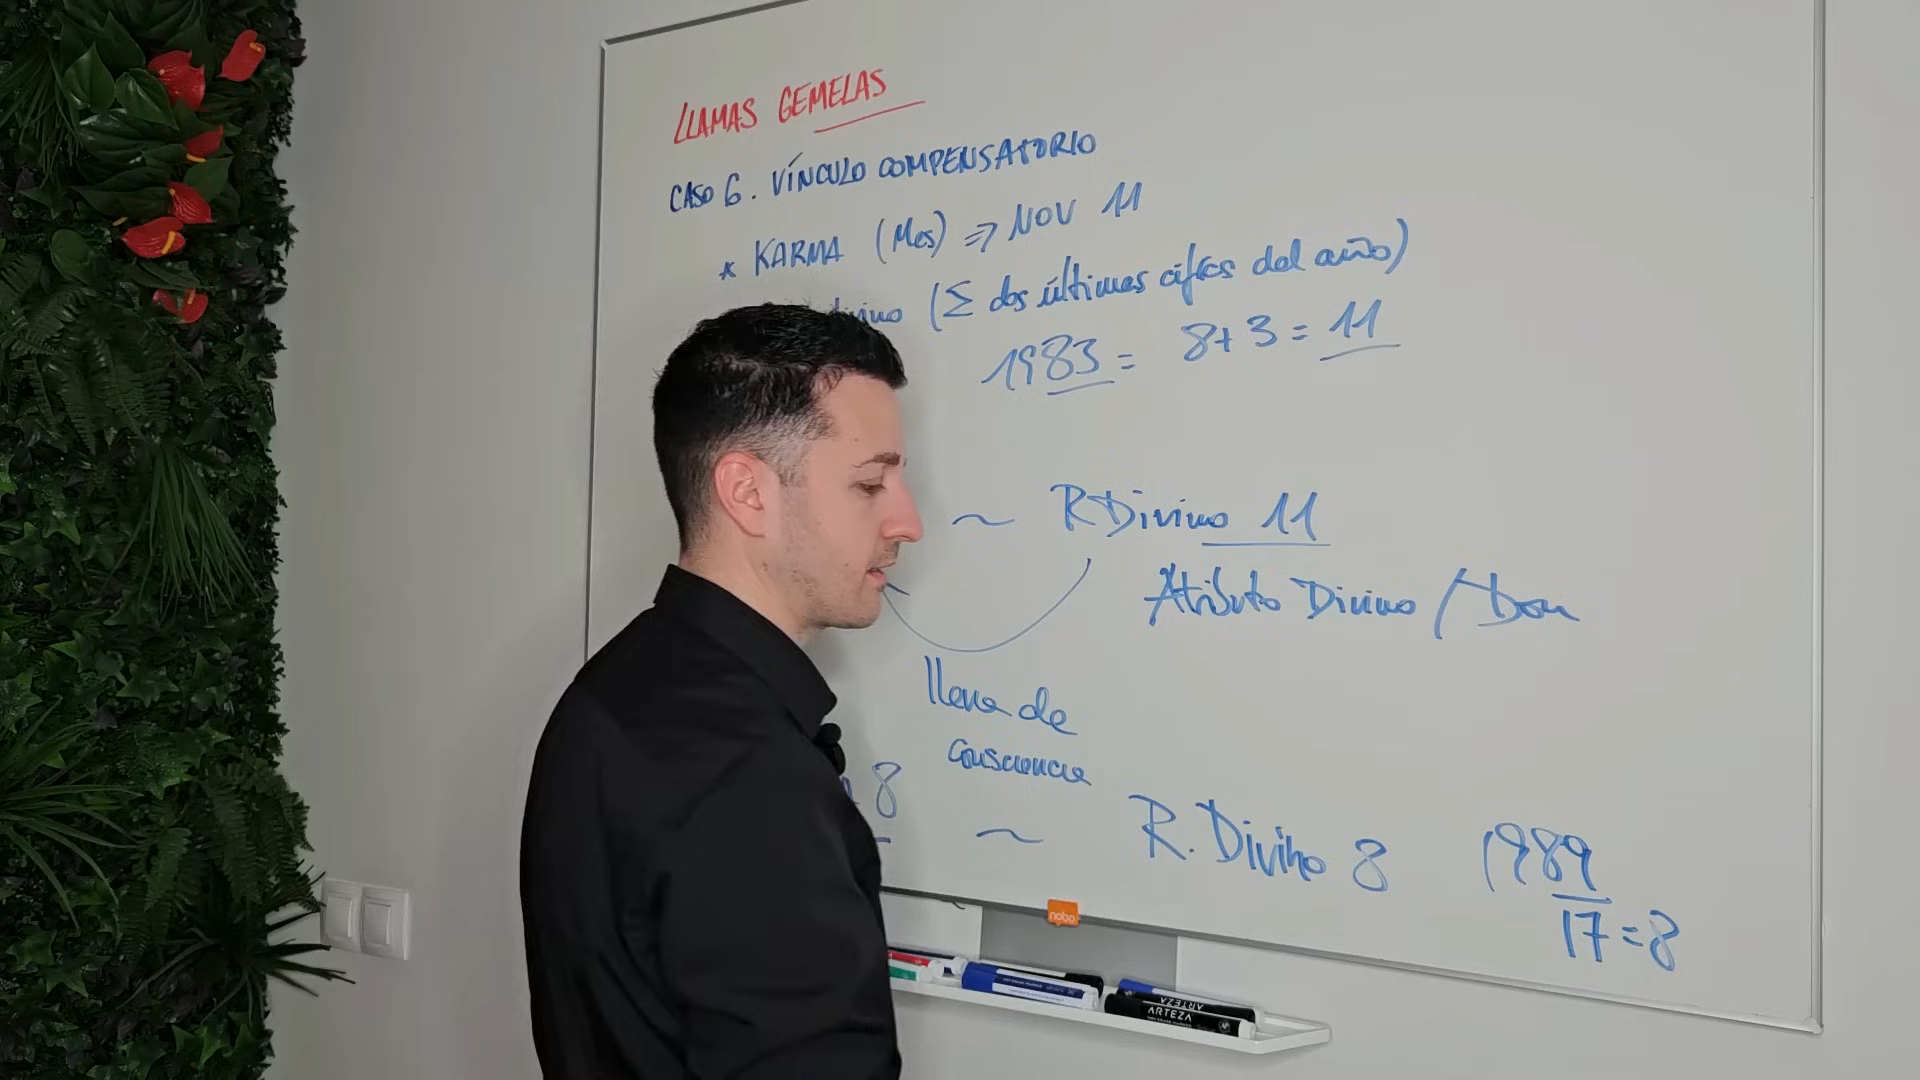 LLAMAS GEMELAS
CASO 6. VÍNCULO COMPENSATORIO
* KARMA (Mes) => NOV 11
(Σ dos últimas cifras del año)
1983 = 8+3 = 11
~ R Divino 11
Atributo Divino / Don
llena de
consciencia
8 ~ R. Divino 8 1989
17=8
nobo
ARTEZA
ARTEZA